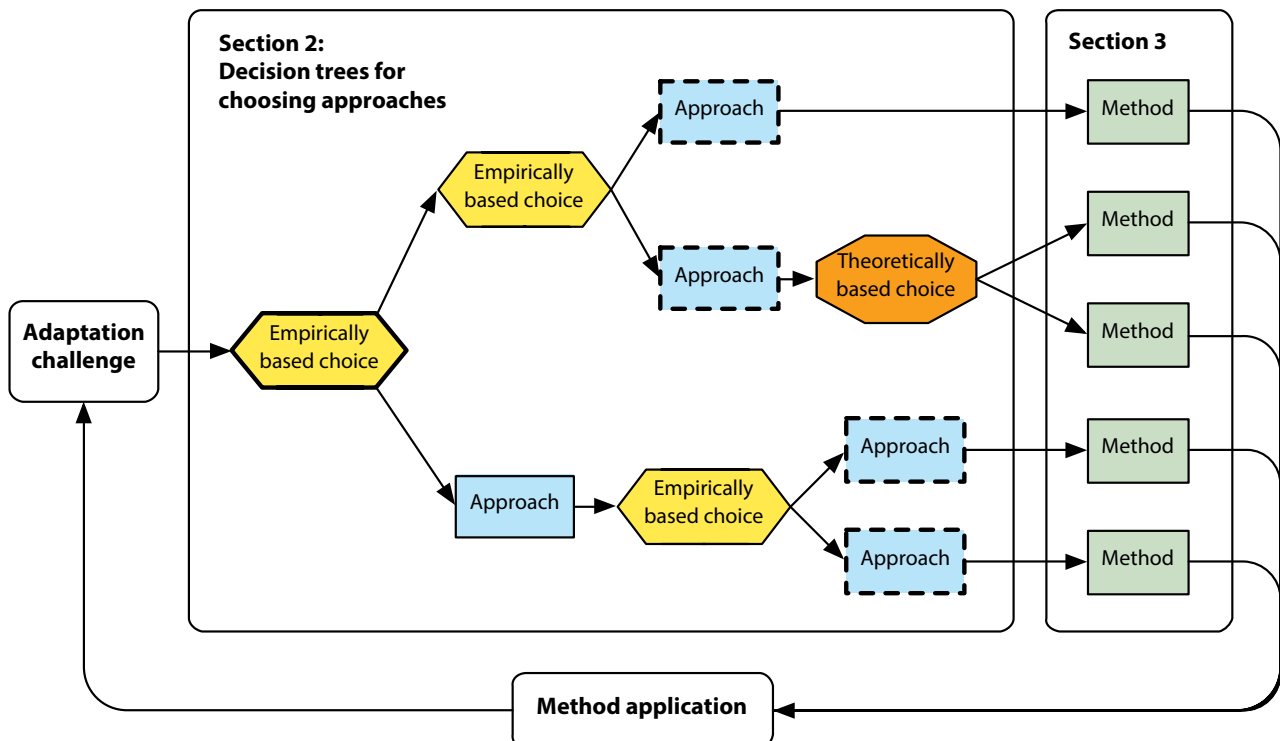 Section 2:
Decision trees for
choosing approaches
Section 3
Approach
Method
Empirically
based choice
Method
Approach
Theoretically
based choice
Adaptation
challenge
Empirically
based choice
Method
Approach
Method
Approach
Empirically
based choice
Approach
Method
Method application